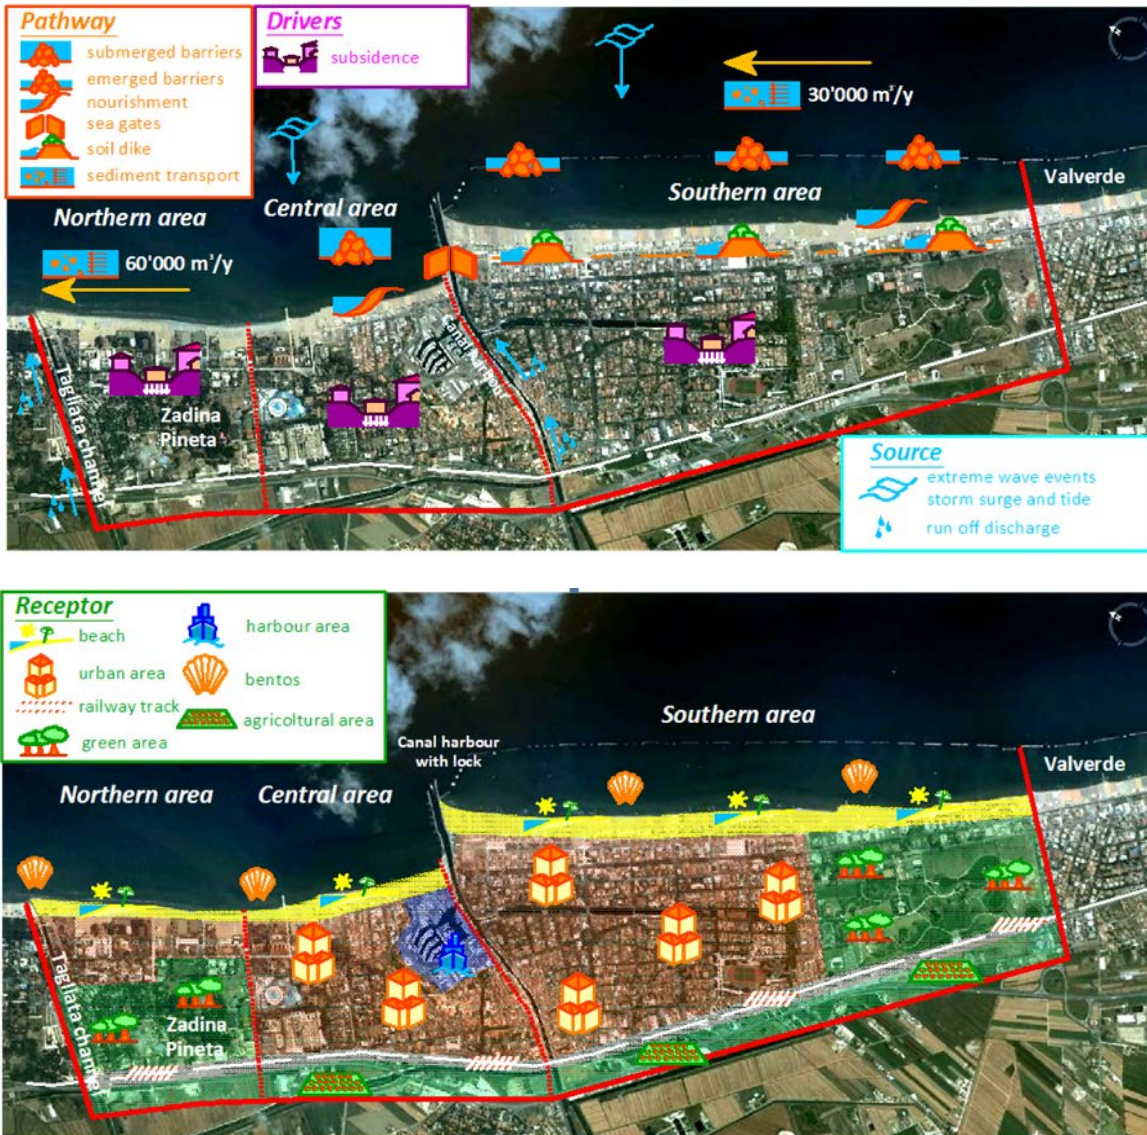 Pathway
submerged barriers
emerged barriers
nourishment
sea gates
soil dike
sediment transport
Drivers
subsidence
30'000 m³/y
Southern area
Valverde
Central area
Northern area
60'000 m³/y
Tagliata channel
Zadina
Pineta
Source
extreme wave events
storm surge and tide
run off discharge
Receptor
beach
harbour area
urban area
bentos
railway track
agricoltural area
green area
Southern area
Canal harbour
with lock
Valverde
Northern area
Central area
Tagliata channel
Zadina
Pineta